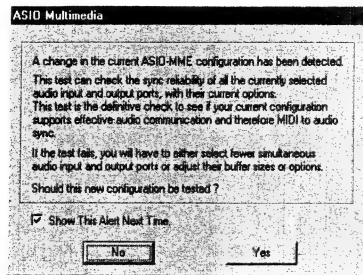 ASIO Multimedia
A change in the current ASIO-MME configuration has been detected.
This test can check the sync reliability of all the currently selected
audio input and output ports, with their current options.
This test is the definitive check to see if your current configuration
supports effective audio communication and therefore MIDI to audio
sync.
If the test fails, you will have to either select fewer simultaneous
audio input and output ports or adjust their buffer sizes or options.
Should this new configuration be tested ?
Show This Alert Next Time
No
Yes